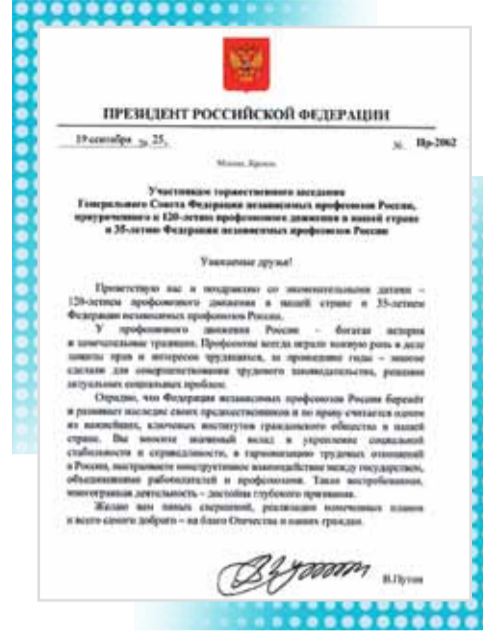 ПРЕЗИДЕНТ РОССИЙСКОЙ ФЕДЕРАЦИИ
19 сентября 20 25 г.
№ Пр-2062
Москва, Кремль
Участникам торжественного заседания
Генерального Совета Федерации независимых профсоюзов России,
приуроченного к 120-летию профсоюзного движения в нашей стране
и 35-летию Федерации независимых профсоюзов России
Уважаемые друзья!
Приветствую вас и поздравляю со знаменательными датами –
120-летием профсоюзного движения в нашей стране и 35-летием
Федерации независимых профсоюзов России.
У профсоюзного движения России – богатая история
и замечательные традиции. Профсоюзы всегда играли важную роль в деле
защиты прав и интересов трудящихся, за прошедшие годы – многое
сделали для совершенствования трудового законодательства, решения
актуальных социальных проблем.
Отрадно, что Федерация независимых профсоюзов России бережёт
и развивает наследие своих предшественников и по праву считается одним
из важнейших, ключевых институтов гражданского общества в нашей
стране. Вы вносите значимый вклад в укрепление социальной
стабильности и справедливости, в гармонизацию трудовых отношений
в России, выстраиваете конструктивное взаимодействие между государством,
объединениями работодателей и профсоюзами. Такая востребованная,
многогранная деятельность – достойна глубокого признания.
Желаю вам новых свершений, реализации намеченных планов
и всего самого доброго – на благо Отечества и наших граждан.
В.Путин